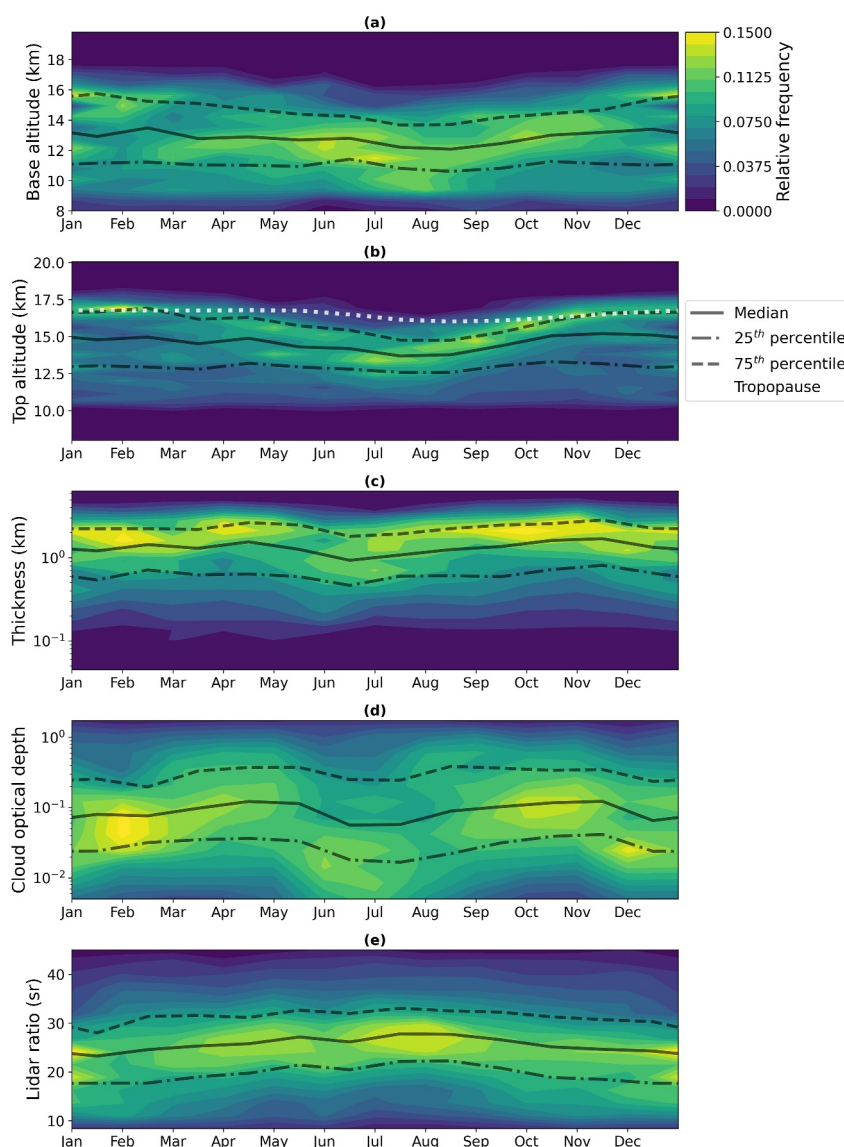 (a)
Base altitude (km)
18
16
14
12
10
8
Jan Feb Mar Apr May Jun Jul Aug Sep Oct Nov Dec
0.1500
0.1125
0.0750
0.0375
0.0000
Relative frequency
(b)
Top altitude (km)
20.0
17.5
15.0
12.5
10.0
Jan Feb Mar Apr May Jun Jul Aug Sep Oct Nov Dec
Median
25th percentile
75th percentile
Tropopause
(c)
Thickness (km)
10⁰
10⁻¹
Jan Feb Mar Apr May Jun Jul Aug Sep Oct Nov Dec
(d)
Cloud optical depth
10⁰
10⁻¹
10⁻²
Jan Feb Mar Apr May Jun Jul Aug Sep Oct Nov Dec
(e)
Lidar ratio (sr)
40
30
20
10
Jan Feb Mar Apr May Jun Jul Aug Sep Oct Nov Dec